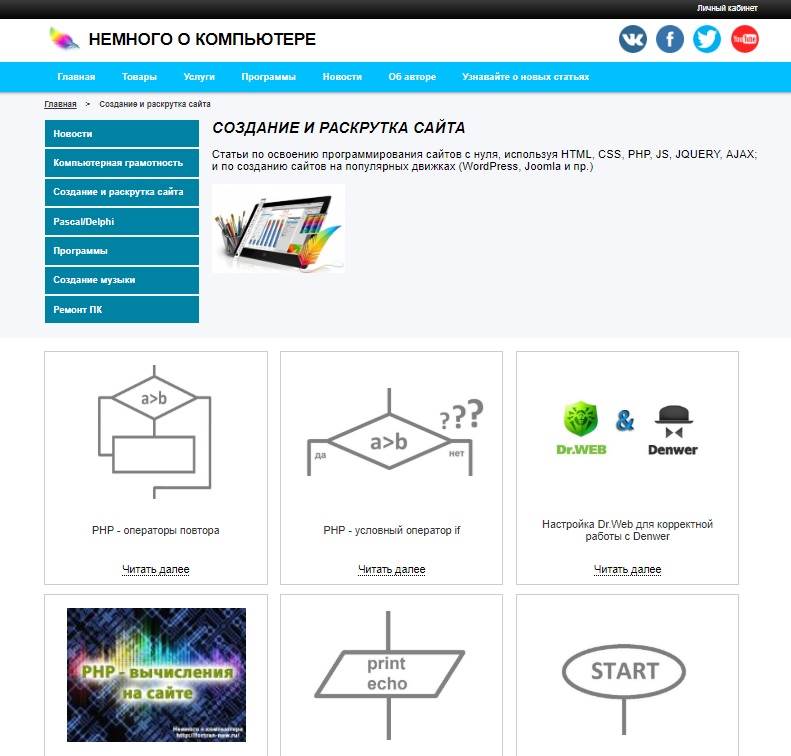 Личный кабинет
НЕМНОГО О КОМПЬЮТЕРЕ
You Tube
Главная Товары Услуги Программы Новости Об авторе Узнавайте о новых статьях
Главная > Создание и раскрутка сайта
Новости
Компьютерная грамотность
Создание и раскрутка сайта
Pascal/Delphi
Программы
Создание музыки
Ремонт ПК
СОЗДАНИЕ И РАСКРУТКА САЙТА
Статьи по освоению программирования сайтов с нуля, используя HTML, CSS, PHP, JS, JQUERY, AJAX;
и по созданию сайтов на популярных движках (WordPress, Joomla и пр.)
a>b
PHP - операторы повтора
Читать далее
???
a>b
да нет
PHP - условный оператор if
Читать далее
&
Dr.WEB Denwer
Настройка Dr.Web для корректной
работы с Denwer
Читать далее
PHP - вычисления
на сайте
Немного о компьютере
http://fortran-new.ru/
print
echo
START